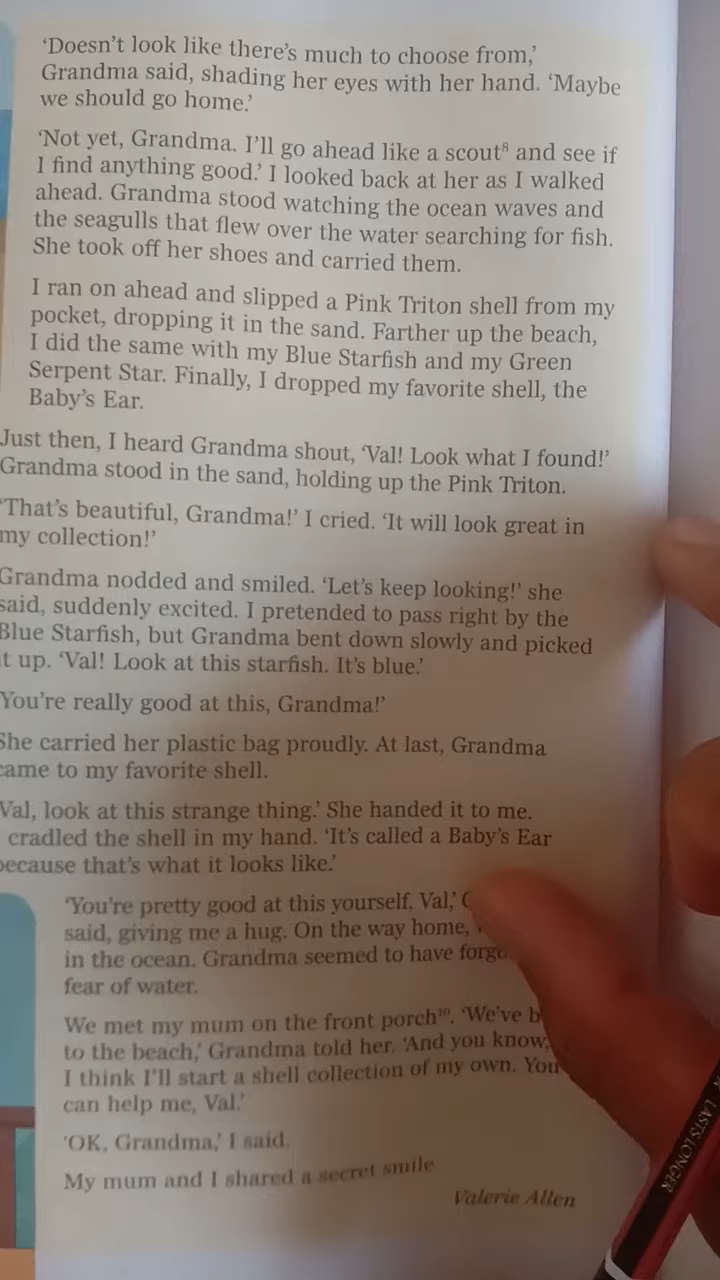 ‘Doesn’t look like there’s much to choose from,’
Grandma said, shading her eyes with her hand. ‘Maybe
we should go home.’
‘Not yet, Grandma. I’ll go ahead like a scout⁸ and see if
I find anything good.’ I looked back at her as I walked
ahead. Grandma stood watching the ocean waves and
the seagulls that flew over the water searching for fish.
She took off her shoes and carried them.
I ran on ahead and slipped a Pink Triton shell from my
pocket, dropping it in the sand. Farther up the beach,
I did the same with my Blue Starfish and my Green
Serpent Star. Finally, I dropped my favorite shell, the
Baby’s Ear.
Just then, I heard Grandma shout, ‘Val! Look what I found!’
Grandma stood in the sand, holding up the Pink Triton.
‘That’s beautiful, Grandma!’ I cried. ‘It will look great in
my collection!’
Grandma nodded and smiled. ‘Let’s keep looking!’ she
said, suddenly excited. I pretended to pass right by the
Blue Starfish, but Grandma bent down slowly and picked
t up. ‘Val! Look at this starfish. It’s blue.’
You’re really good at this, Grandma!’
She carried her plastic bag proudly. At last, Grandma
came to my favorite shell.
Val, look at this strange thing.’ She handed it to me.
cradled the shell in my hand. ‘It’s called a Baby’s Ear
because that’s what it looks like.’
‘You’re pretty good at this yourself, Val,’
said, giving me a hug. On the way home,
in the ocean. Grandma seemed to have
fear of water.
We met my mum on the front porch¹⁰. ‘We’ve
to the beach,’ Grandma told her. ‘And you know,
I think I’ll start a shell collection of my own. You
can help me, Val.’
‘OK, Grandma,’ I said.
My mum and I shared a secret smile
Valerie Allen
LASTS LONGER